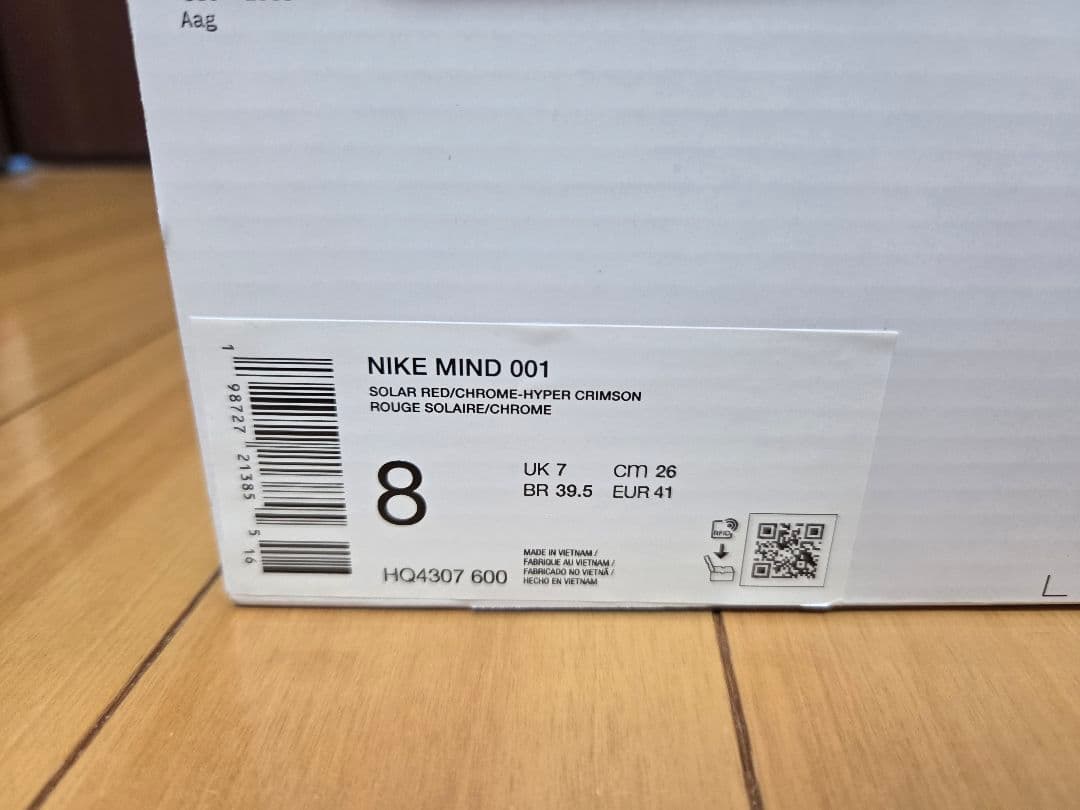 Aag
NIKE MIND 001
SOLAR RED/CHROME-HYPER CRIMSON
ROUGE SOLAIRE/CHROME
8
UK 7 cm 26
BR 39.5 EUR 41
HQ4307 600
MADE IN VIETNAM /
FABRIQUE AU VIETNAM /
FABRICADO NO VIETNÃ /
HECHO EN VIETNAM
RFID
1 98727 21385 5 16